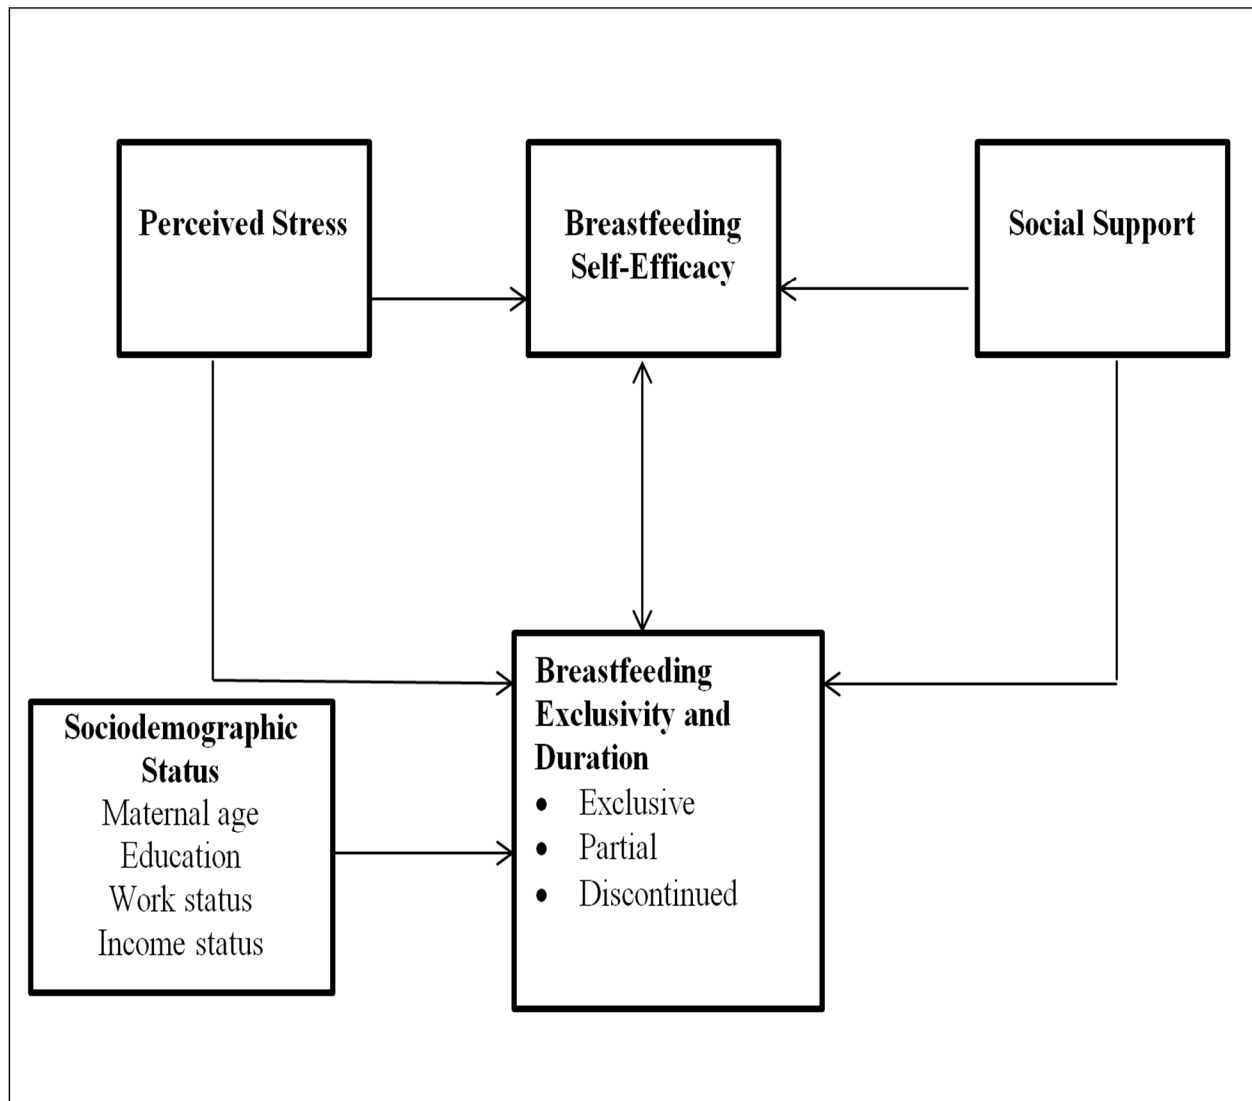 Perceived Stress
Breastfeeding
Self-Efficacy
Social Support
Sociodemographic
Status
Maternal age
Education
Work status
Income status
Breastfeeding
Exclusivity and
Duration
• Exclusive
• Partial
• Discontinued